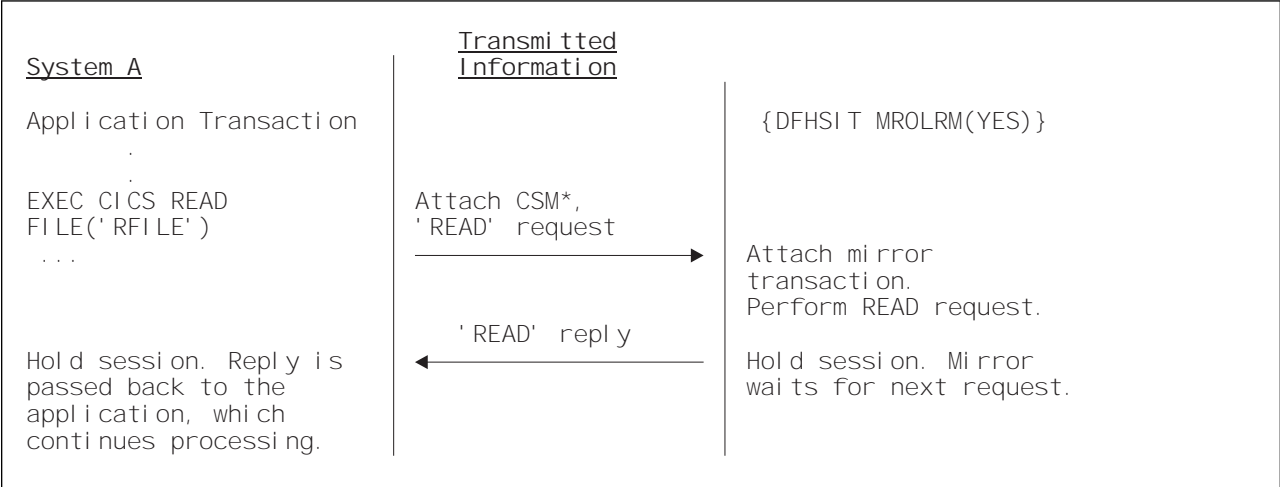 Transmitted
Information
System A
Application Transaction
{DFHSIT MROLRM(YES)}
.
.
EXEC CICS READ
FILE('RFILE')
...
Attach CSM*,
'READ' request
Attach mirror
transaction.
Perform READ request.
'READ' reply
Hold session. Reply is
passed back to the
application, which
continues processing.
Hold session. Mirror
waits for next request.